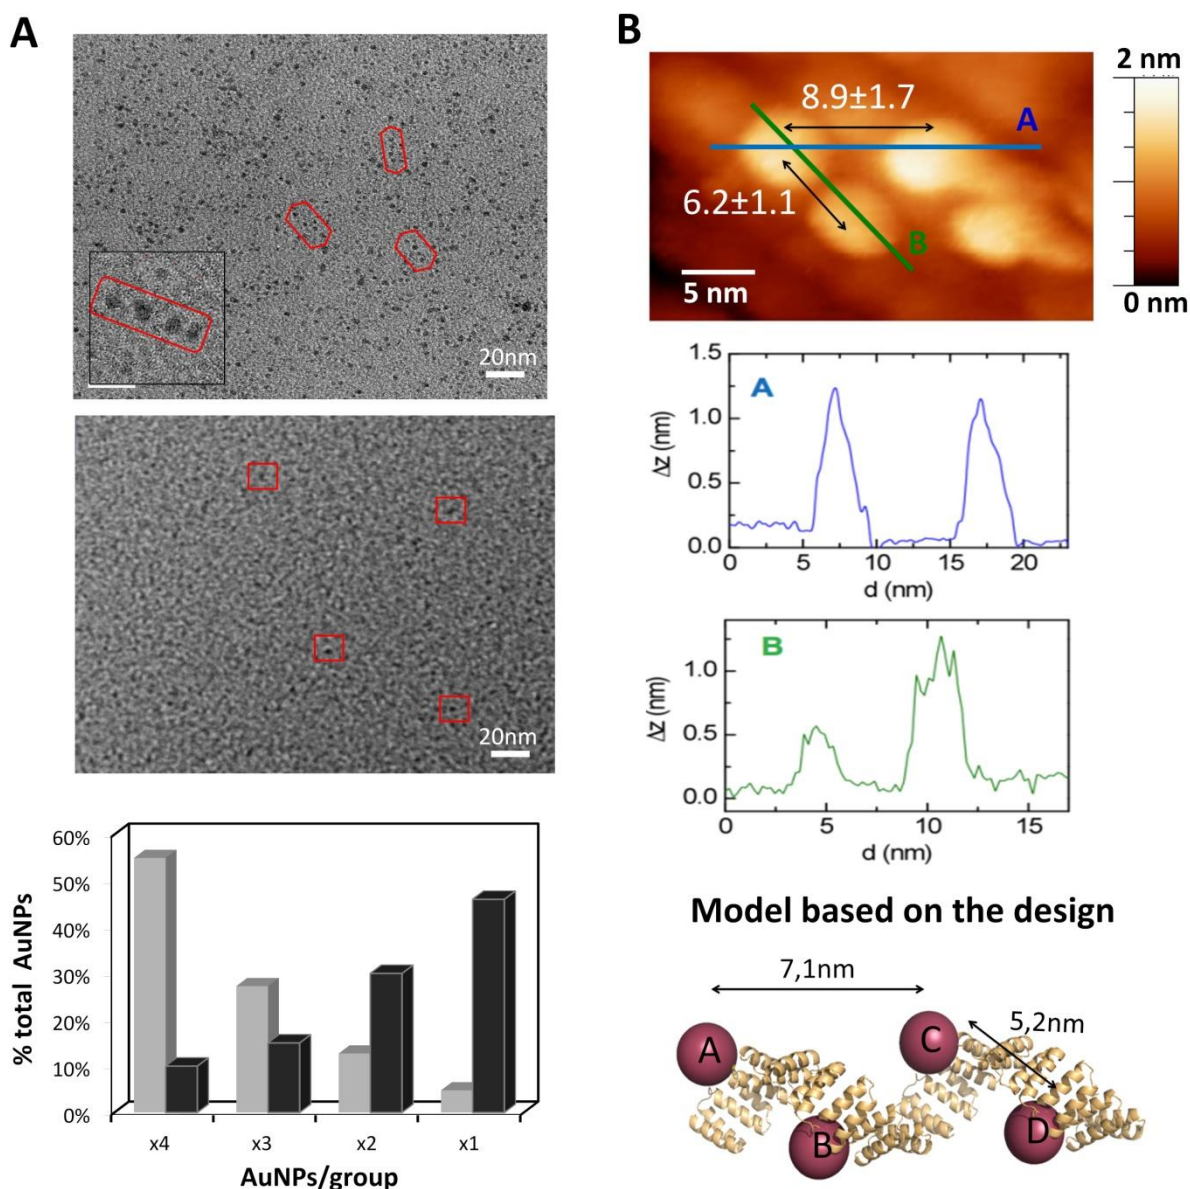 A
20nm
20nm
60%
50%
40%
30%
20%
10%
0%
% total AuNPs
x4 x3 x2 x1
AuNPs/group
B
8.9±1.7
A
6.2±1.1
B
5 nm
2 nm
0 nm
1.5
1.0
0.5
0.0
Δz (nm)
A
0 5 10 15 20
d (nm)
1.0
0.5
0.0
Δz (nm)
B
0 5 10 15
d (nm)
Model based on the design
7,1nm
5,2nm
A
C
B
D